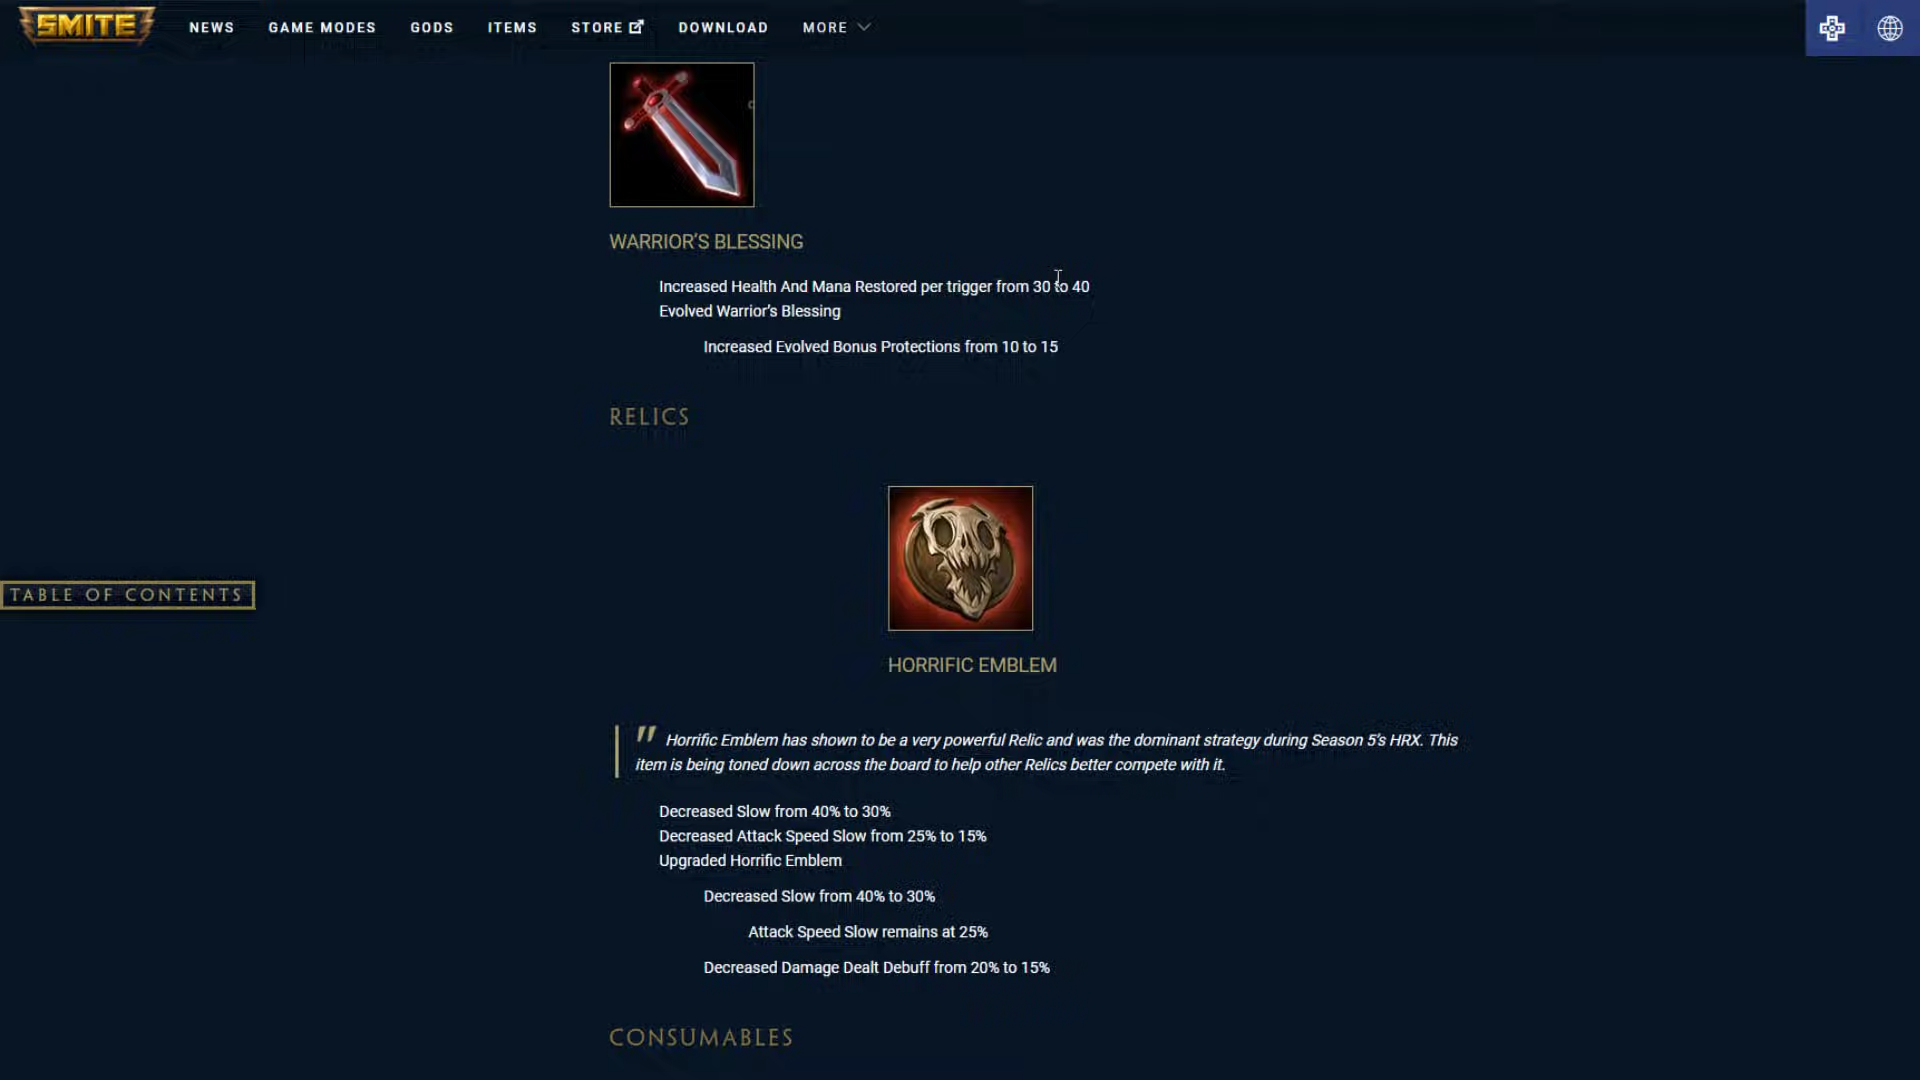 SMITE
NEWS GAME MODES GODS ITEMS STORE DOWNLOAD MORE
WARRIOR'S BLESSING
Increased Health And Mana Restored per trigger from 30 to 40
Evolved Warrior's Blessing
Increased Evolved Bonus Protections from 10 to 15
RELICS
TABLE OF CONTENTS
HORRIFIC EMBLEM
" Horrific Emblem has shown to be a very powerful Relic and was the dominant strategy during Season 5's HRX. This
item is being toned down across the board to help other Relics better compete with it.
Decreased Slow from 40% to 30%
Decreased Attack Speed Slow from 25% to 15%
Upgraded Horrific Emblem
Decreased Slow from 40% to 30%
Attack Speed Slow remains at 25%
Decreased Damage Dealt Debuff from 20% to 15%
CONSUMABLES